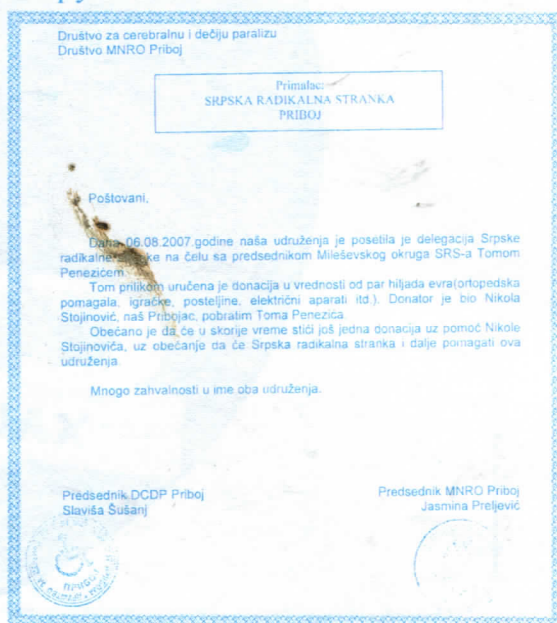 Društvo za cerebralnu i dečiju paralizu
Društvo MNRO Priboj
Primalac:
SRPSKA RADIKALNA STRANKA
PRIBOJ
Poštovani,
Dana 06.08.2007.godine naša udruženja je posetila je delegacija Srpske
radikalne na čelu sa predsednikom Mileševskog okruga SRS-a Tomom
Penezićem.
Tom prilikom uručena je donacija u vrednosti od par hiljada evra(ortopedska
pomagala, igračke, posteljine, električni aparati itd.). Donator je bio Nikola
Stojinović, naš Pribojac, pobratim Toma Penezića.
Obećano je da će u skorije vreme stići još jedna donacija uz pomoć Nikole
Stojinoviča, uz obećanje da će Srpska radikalna stranka i dalje pomagati ova
udruženja.
Mnogo zahvalnosti u ime oba udruženja.
Predsednik DCDP Priboj
Slaviša Šušanj
Predsednik MNRO Priboj
Jasmina Preljević
ПРИБОЈ